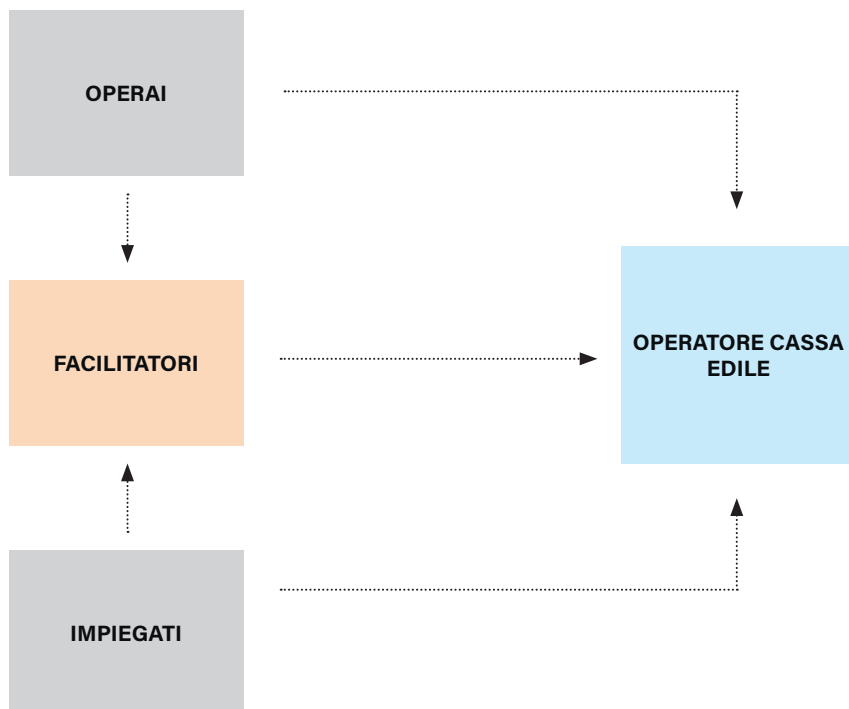 OPERAI
FACILITATORI
OPERATORE CASSA
EDILE
IMPIEGATI